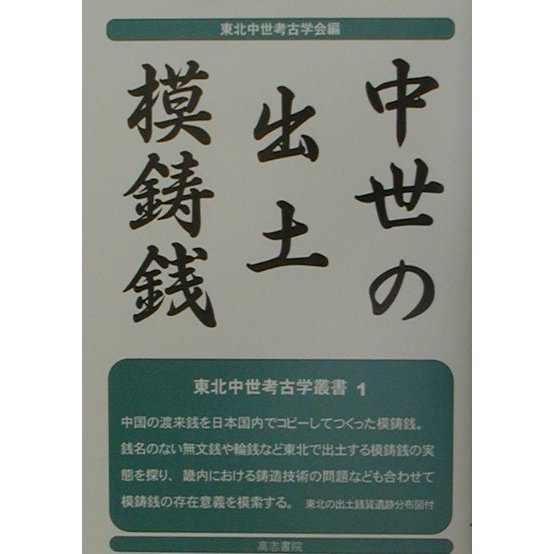 東北中世考古学会編
中世の
出土
模鋳銭
東北中世考古学叢書 1
中国の渡来銭を日本国内でコピーしてつくった模鋳銭。
銭名のない無文銭や輪銭など東北で出土する模鋳銭の実
態を探り、畿内における鋳造技術の問題なども合わせて
模鋳銭の存在意義を模索する。 東北の出土銭貨遺跡分布図付
高志書院